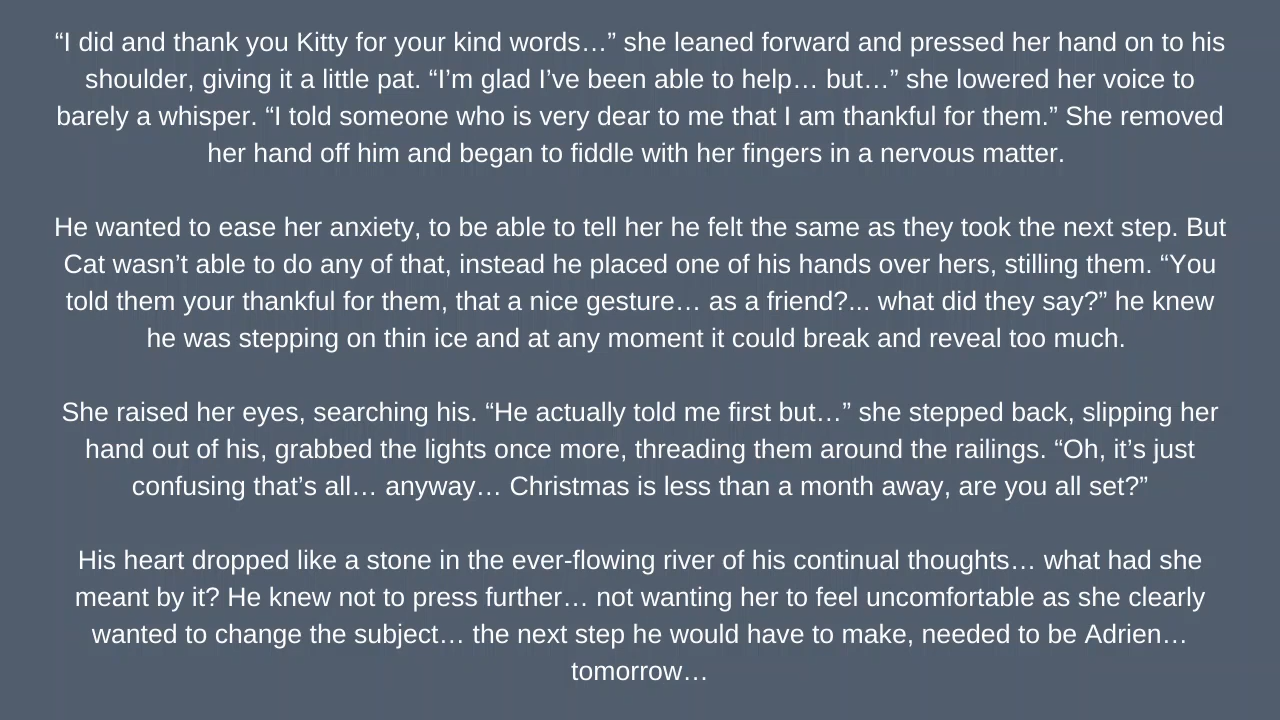 “I did and thank you Kitty for your kind words…” she leaned forward and pressed her hand on to his
shoulder, giving it a little pat. “I’m glad I’ve been able to help… but…” she lowered her voice to
barely a whisper. “I told someone who is very dear to me that I am thankful for them.” She removed
her hand off him and began to fiddle with her fingers in a nervous matter.
He wanted to ease her anxiety, to be able to tell her he felt the same as they took the next step. But
Cat wasn’t able to do any of that, instead he placed one of his hands over hers, stilling them. “You
told them your thankful for them, that a nice gesture… as a friend?... what did they say?” he knew
he was stepping on thin ice and at any moment it could break and reveal too much.
She raised her eyes, searching his. “He actually told me first but…” she stepped back, slipping her
hand out of his, grabbed the lights once more, threading them around the railings. “Oh, it’s just
confusing that’s all… anyway… Christmas is less than a month away, are you all set?”
His heart dropped like a stone in the ever-flowing river of his continual thoughts… what had she
meant by it? He knew not to press further… not wanting her to feel uncomfortable as she clearly
wanted to change the subject… the next step he would have to make, needed to be Adrien…
tomorrow…